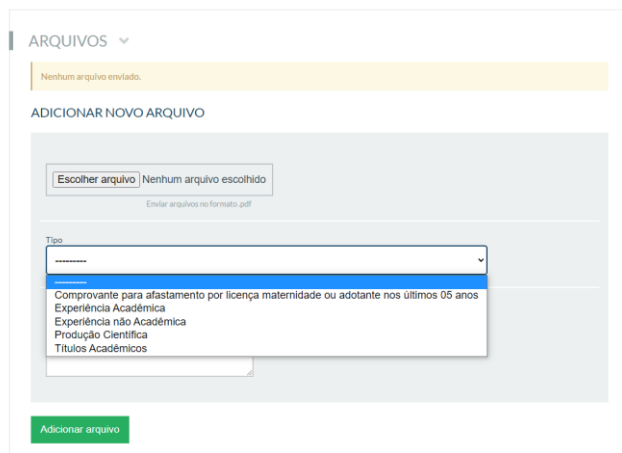 ARQUIVOS
Nenhum arquivo enviado.
ADICIONAR NOVO ARQUIVO
Escolher arquivo Nenhum arquivo escolhido
Enviar arquivos no formato .pdf
Tipo
---------
---------
Comprovante para afastamento por licença maternidade ou adotante nos últimos 05 anos
Experiência Acadêmica
Experiência não Acadêmica
Produção Científica
Títulos Acadêmicos
Adicionar arquivo